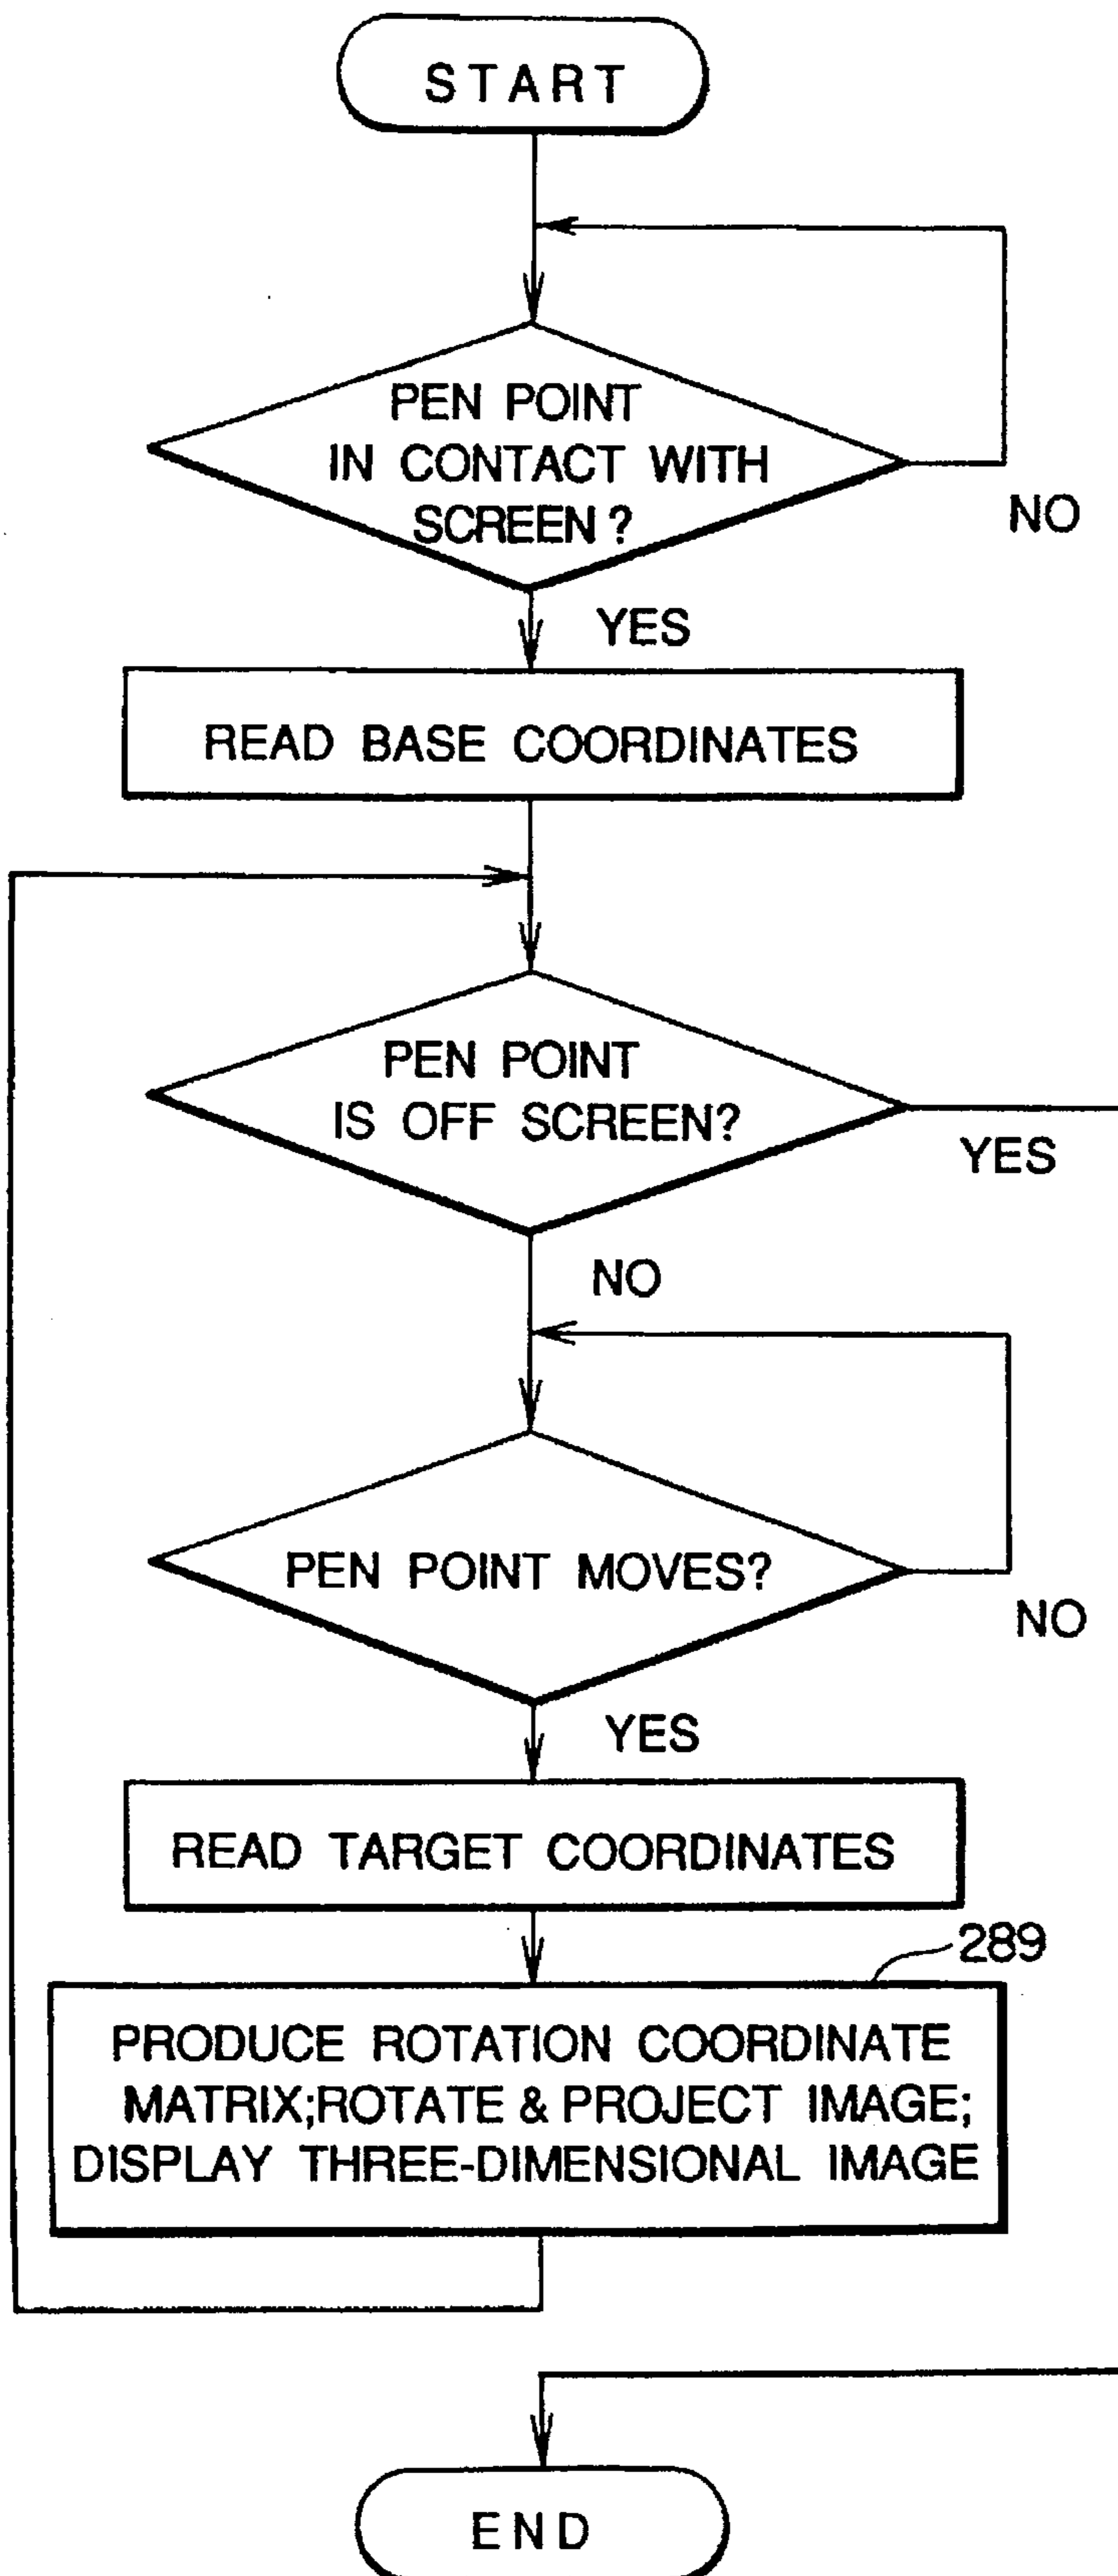 START
PEN POINT
IN CONTACT WITH
SCREEN?
NO
YES
READ BASE COORDINATES
PEN POINT
IS OFF SCREEN?
YES
NO
PEN POINT MOVES?
NO
YES
READ TARGET COORDINATES
289
PRODUCE ROTATION COORDINATE
MATRIX;ROTATE & PROJECT IMAGE;
DISPLAY THREE-DIMENSIONAL IMAGE
END